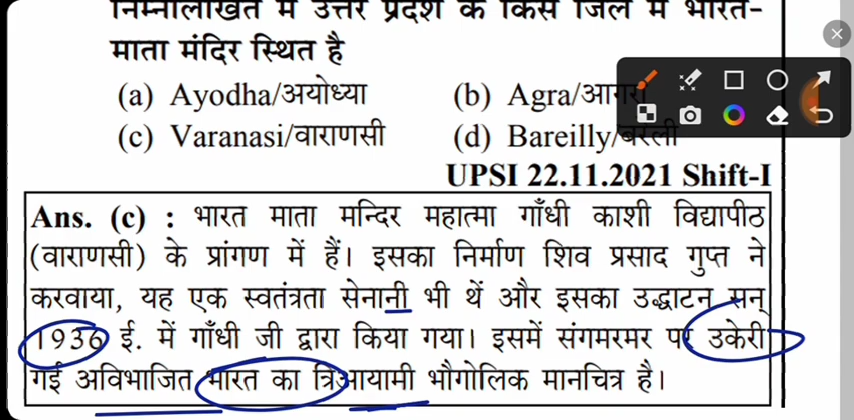 निम्नलिखित में उत्तर प्रदेश के किस जिले में भारत-
माता मंदिर स्थित है
(a) Ayodha/अयोध्या (b) Agra/आगरा
(c) Varanasi/वाराणसी (d) Bareilly/बरेली
UPSI 22.11.2021 Shift-I
Ans. (c) : भारत माता मन्दिर महात्मा गाँधी काशी विद्यापीठ
(वाराणसी) के प्रांगण में हैं। इसका निर्माण शिव प्रसाद गुप्त ने
करवाया, यह एक स्वतंत्रता सेनानी भी थें और इसका उद्घाटन सन्
1936 ई. में गाँधी जी द्वारा किया गया। इसमें संगमरमर पर उकेरी
गई अविभाजित भारत का त्रिआयामी भौगोलिक मानचित्र है।